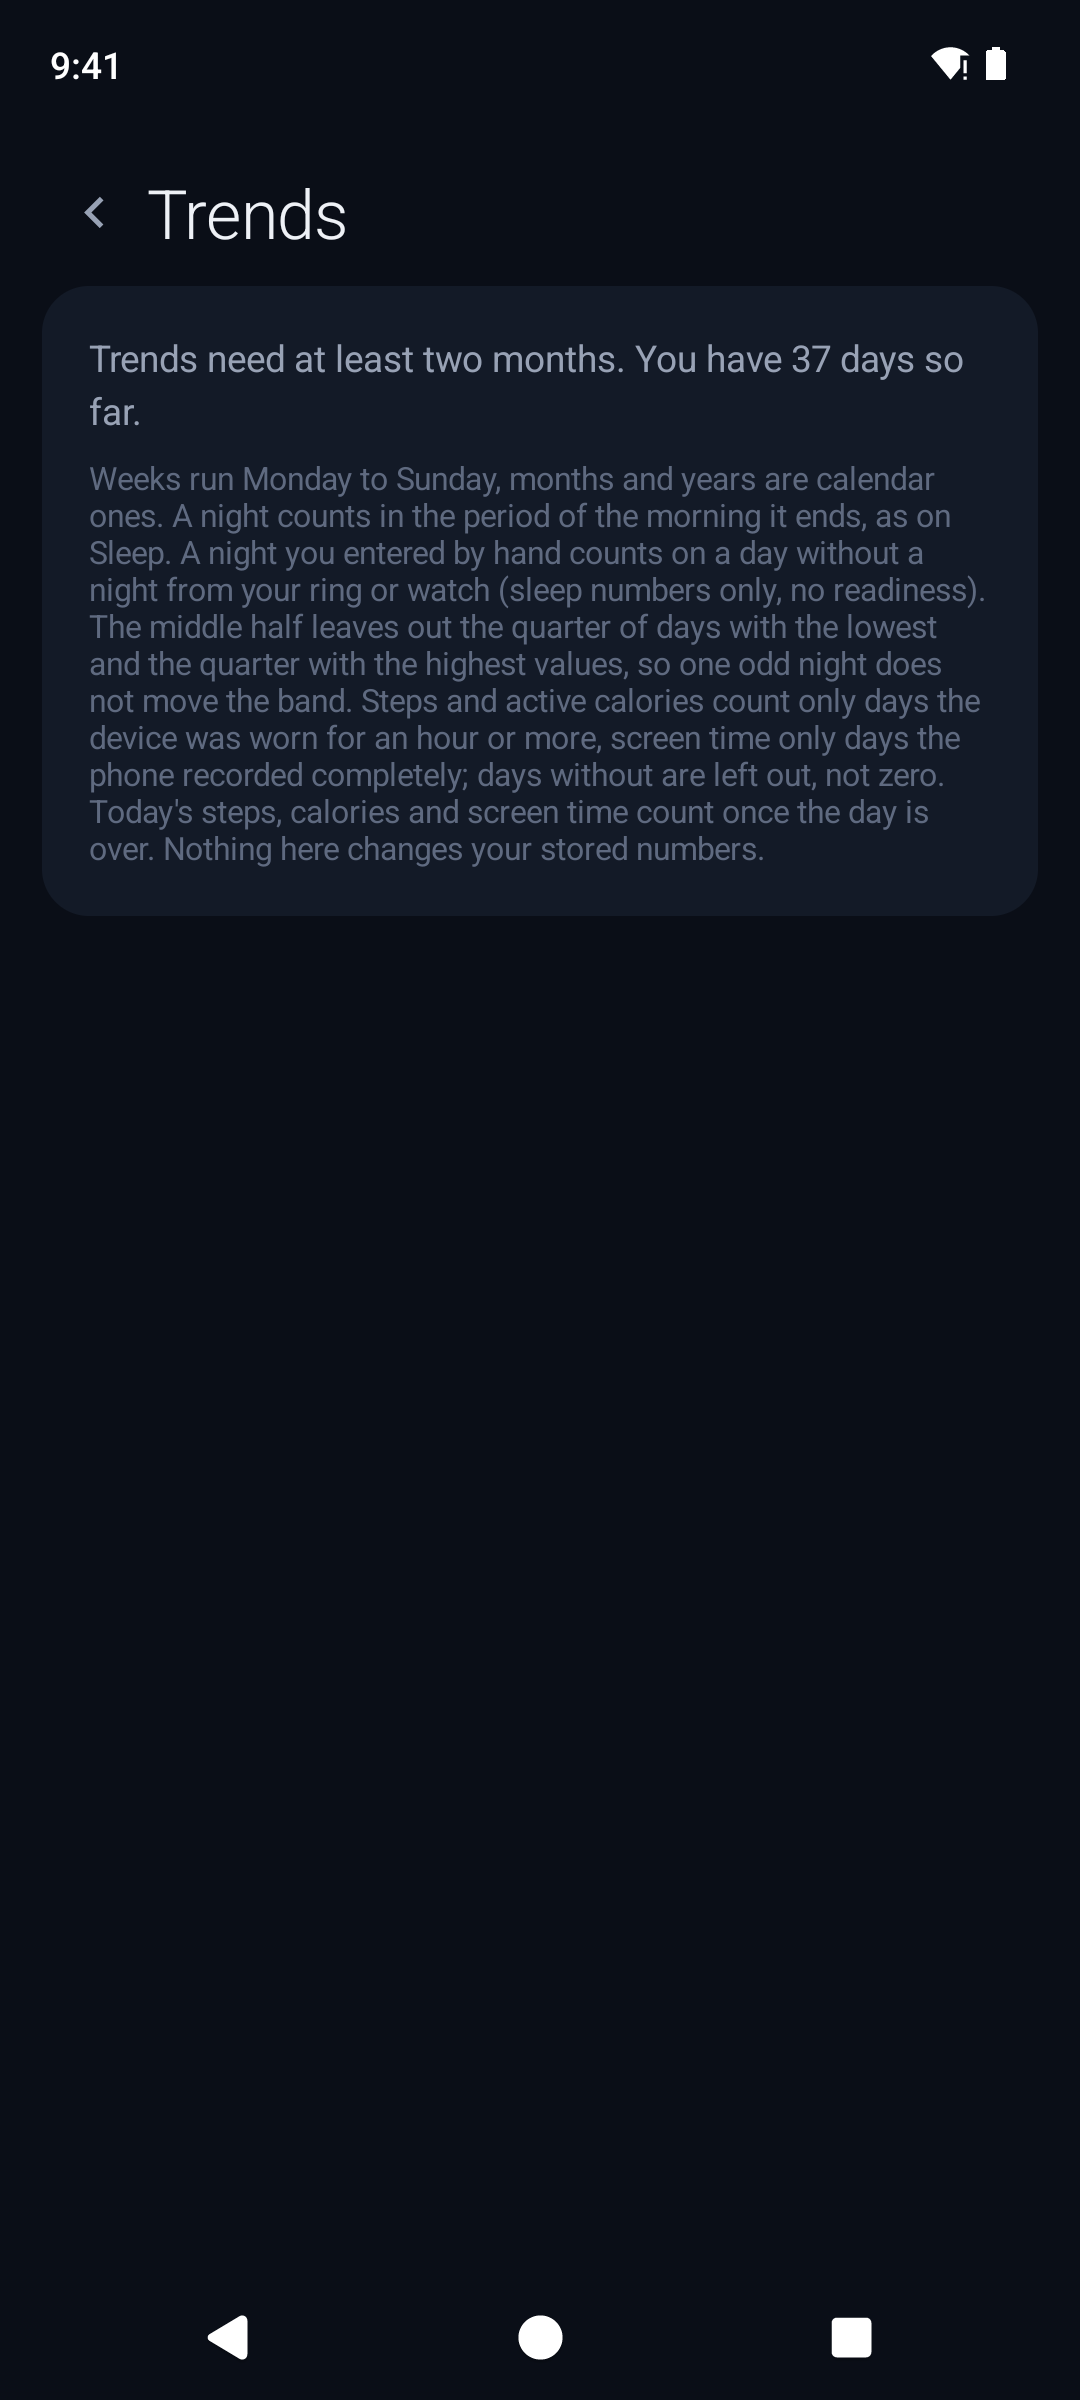 9:41
Trends
Trends need at least two months. You have 37 days so
far.
Weeks run Monday to Sunday, months and years are calendar
ones. A night counts in the period of the morning it ends, as on
Sleep. A night you entered by hand counts on a day without a
night from your ring or watch (sleep numbers only, no readiness).
The middle half leaves out the quarter of days with the lowest
and the quarter with the highest values, so one odd night does
not move the band. Steps and active calories count only days the
device was worn for an hour or more, screen time only days the
phone recorded completely; days without are left out, not zero.
Today's steps, calories and screen time count once the day is
over. Nothing here changes your stored numbers.